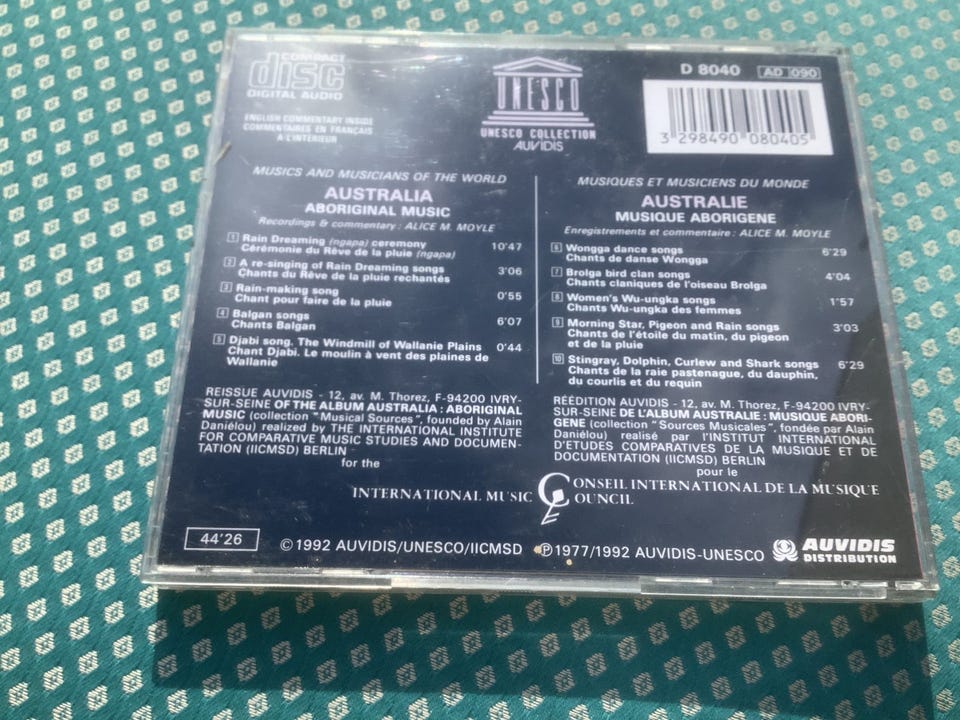 COMPACT
disc
DIGITAL AUDIO
ENGLISH COMMENTARY INSIDE
COMMENTAIRES EN FRANÇAIS
A L'INTERIEUR
UNESCO
UNESCO COLLECTION
AUVIDIS
D 8040 AD 090
3 298490 080405
MUSICS AND MUSICIANS OF THE WORLD
AUSTRALIA
ABORIGINAL MUSIC
Recordings & commentary : ALICE M. MOYLE
1 Rain Dreaming (ngapa) ceremony 10'47
Cérémonie du Rêve de la pluie (ngapa)
2 A re-singing of Rain Dreaming songs 3'06
Chants du Rêve de la pluie rechantés
3 Rain-making song 0'55
Chant pour faire de la pluie
4 Balgan songs 6'07
Chants Balgan
5 Djabi song. The Windmill of Wallanie Plains 0'44
Chant Djabi. Le moulin à vent des plaines de
Wallanie
REISSUE AUVIDIS - 12, av. M. Thorez, F-94200 IVRY-
SUR-SEINE OF THE ALBUM AUSTRALIA : ABORIGINAL
MUSIC (collection "Musical Sources", founded by Alain
Daniélou) realized by THE INTERNATIONAL INSTITUTE
FOR COMPARATIVE MUSIC STUDIES AND DOCUMEN-
TATION (IICMSD) BERLIN
for the
MUSIQUES ET MUSICIENS DU MONDE
AUSTRALIE
MUSIQUE ABORIGENE
Enregistrements et commentaire : ALICE M. MOYLE
6 Wongga dance songs 6'29
Chants de danse Wongga
7 Brolga bird clan songs 4'04
Chants claniques de l'oiseau Brolga
8 Women's Wu-ungka songs 1'57
Chants Wu-ungka des femmes
9 Morning Star, Pigeon and Rain songs 3'03
Chants de l'étoile du matin, du pigeon
et de la pluie
10 Stingray, Dolphin, Curlew and Shark songs 6'29
Chants de la raie pastenague, du dauphin,
du courlis et du requin
RÉÉDITION AUVIDIS - 12, av. M. Thorez, F-94200 IVRY-
SUR-SEINE DE L'ALBUM AUSTRALIE : MUSIQUE ABORI-
GENE (collection "Sources Musicales", fondée par Alain
Daniélou) realisé par l'INSTITUT INTERNATIONAL
D'ETUDES COMPARATIVES DE LA MUSIQUE ET DE
DOCUMENTATION (IICMSD) BERLIN
pour le
INTERNATIONAL MUSIC CONSEIL INTERNATIONAL DE LA MUSIQUE
COUNCIL
44'26
© 1992 AUVIDIS/UNESCO/IICMSD ℗ 1977/1992 AUVIDIS-UNESCO
AUVIDIS
DISTRIBUTION